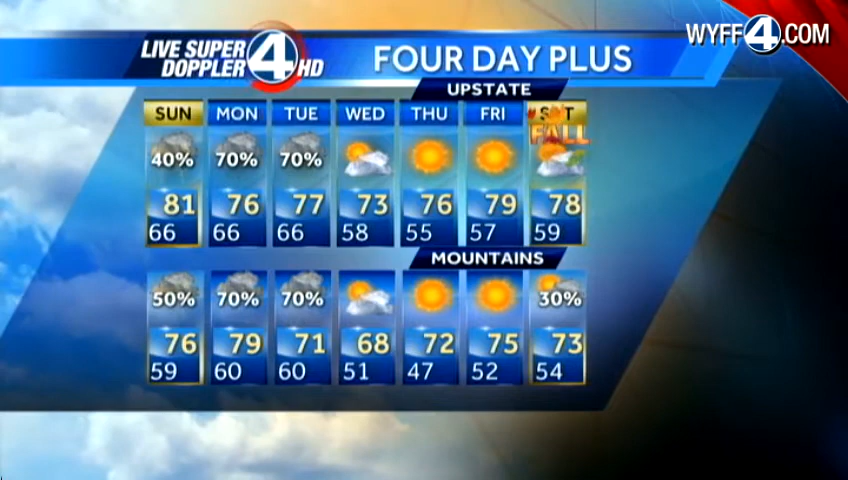 WYFF4.COM
LIVE SUPER
DOPPLER 4 HD
FOUR DAY PLUS
UPSTATE
SUN MON TUE WED THU FRI SAT
FALL
40% 70% 70%
81 76 77 73 76 79 78
66 66 66 58 55 57 59
MOUNTAINS
50% 70% 70% 30%
76 79 71 68 72 75 73
59 60 60 51 47 52 54